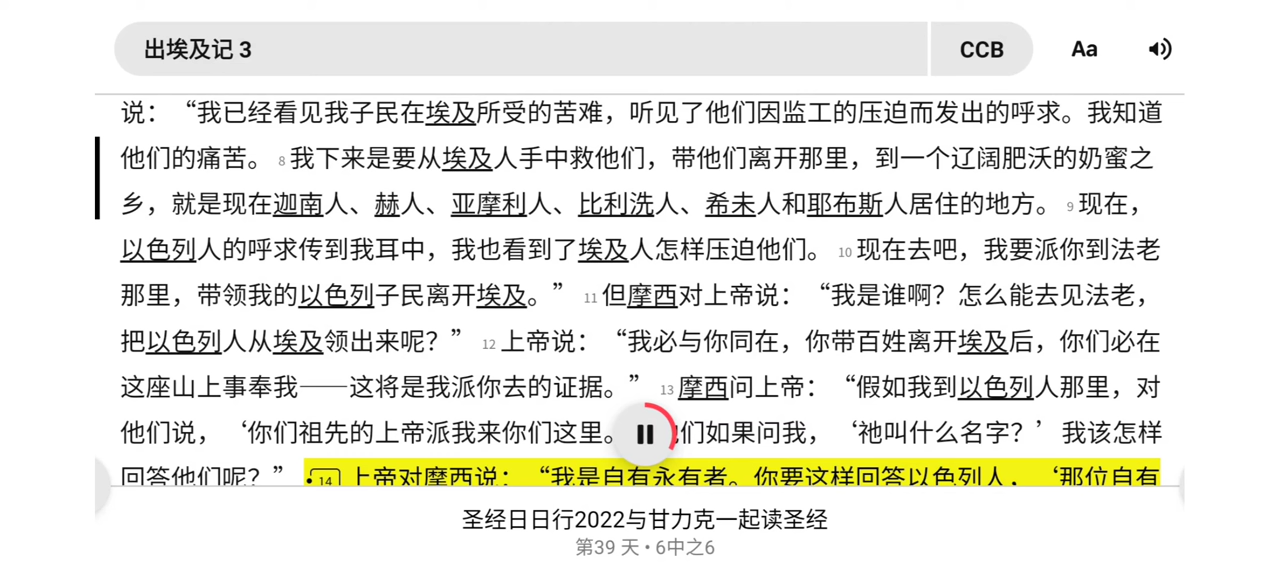 出埃及记 3
CCB
Aa
说：“我已经看见我子民在埃及所受的苦难，听见了他们因监工的压迫而发出的呼求。我知道
他们的痛苦。 8 我下来是要从埃及人手中救他们，带他们离开那里，到一个辽阔肥沃的奶蜜之
乡，就是现在迦南人、赫人、亚摩利人、比利洗人、希未人和耶布斯人居住的地方。 9 现在，
以色列人的呼求传到我耳中，我也看到了埃及人怎样压迫他们。 10 现在去吧，我要派你到法老
那里，带领我的以色列子民离开埃及。” 11 但摩西对上帝说：“我是谁啊？怎么能去见法老，
把以色列人从埃及领出来呢？” 12 上帝说：“我必与你同在，你带百姓离开埃及后，你们必在
这座山上事奉我——这将是我派你去的证据。” 13 摩西问上帝：“假如我到以色列人那里，对
他们说，‘你们祖先的上帝派我来你们这里。 们如果问我，‘祂叫什么名字？’我该怎样
回答他们呢？” 14 上帝对摩西说：“我是自有永有者。你要这样回答以色列人，‘那位自有
圣经日日行2022与甘力克一起读圣经
第39 天 • 6中之6